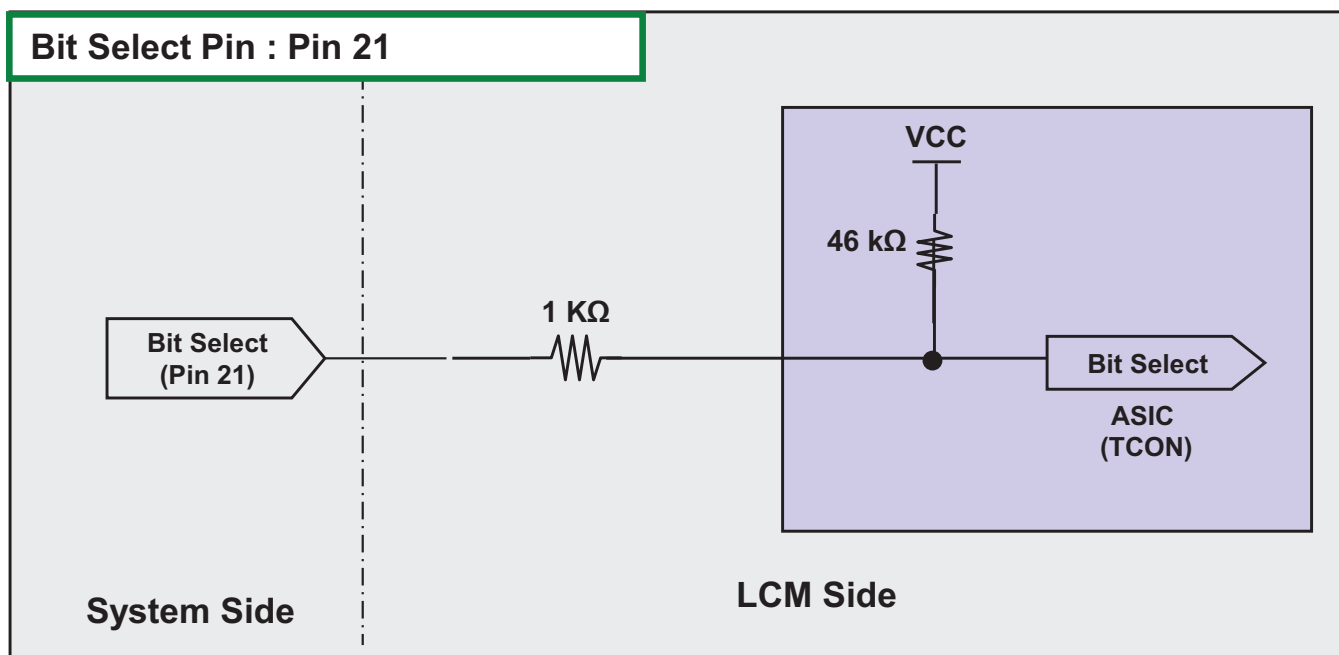 Bit Select Pin : Pin 21
VCC
46 kΩ
1 KΩ
Bit Select
(Pin 21)
Bit Select
ASIC
(TCON)
System Side
LCM Side